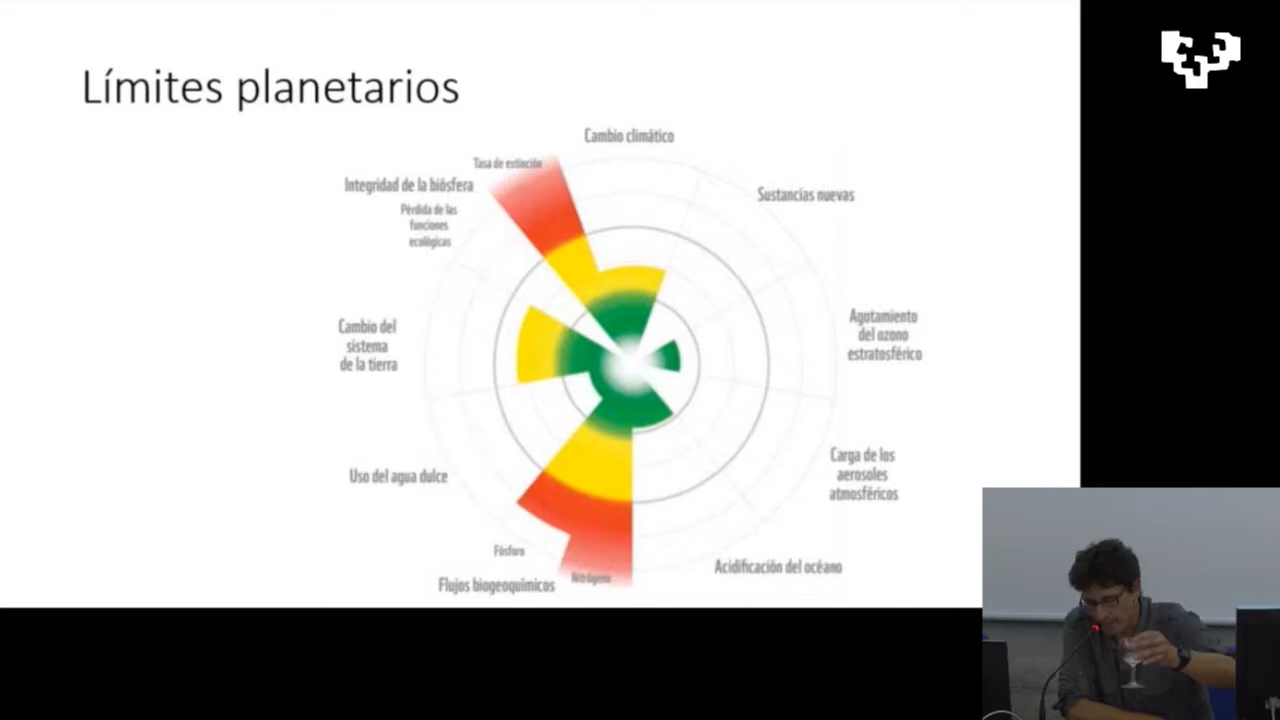 Límites planetarios
Cambio climático
Tasa de extinción
Integridad de la biósfera
Pérdida de las
funciones
ecológicas
Sustancias nuevas
Cambio del
sistema
de la tierra
Agotamiento
del ozono
estratosférico
Uso del agua dulce
Carga de los
aerosoles
atmosféricos
Fósforo
Flujos biogeoquímicos
Nitrógeno
Acidificación del océano